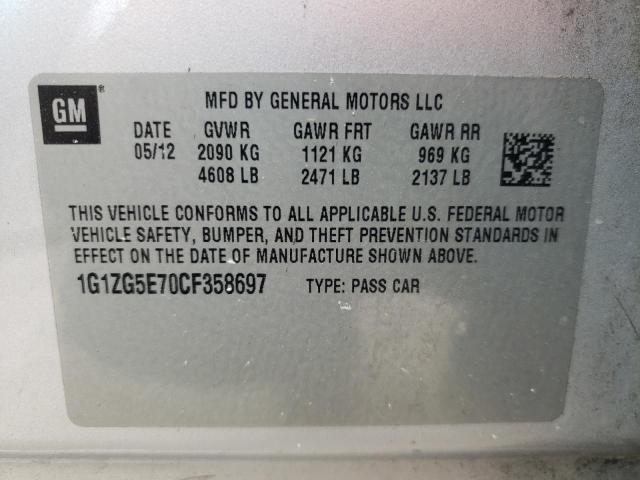 GM®
MFD BY GENERAL MOTORS LLC
DATE GVWR GAWR FRT GAWR RR
05/12 2090 KG 1121 KG 969 KG
4608 LB 2471 LB 2137 LB
THIS VEHICLE CONFORMS TO ALL APPLICABLE U.S. FEDERAL MOTOR
VEHICLE SAFETY, BUMPER, AND THEFT PREVENTION STANDARDS IN
EFFECT ON THE DATE OF MANUFACTURE SHOWN ABOVE.
1G1ZG5E70CF358697 TYPE: PASS CAR